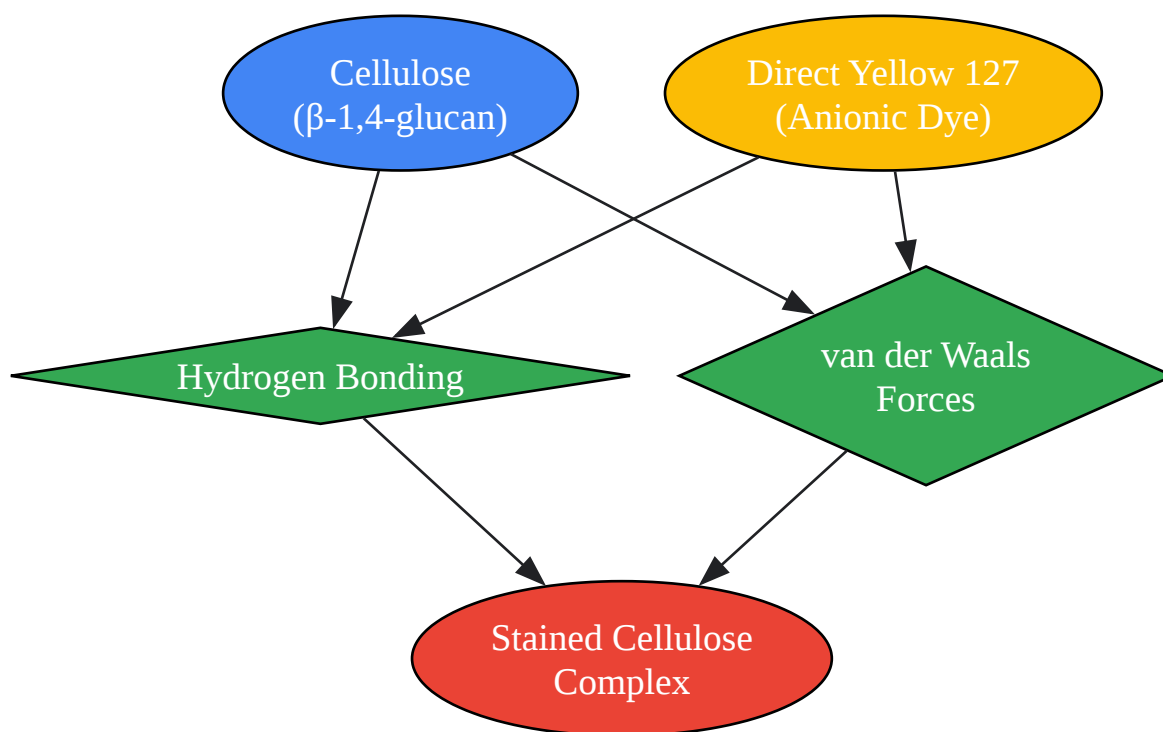 Cellulose
(β-1,4-glucan)
Direct Yellow 127
(Anionic Dye)
Hydrogen Bonding
van der Waals
Forces
Stained Cellulose
Complex